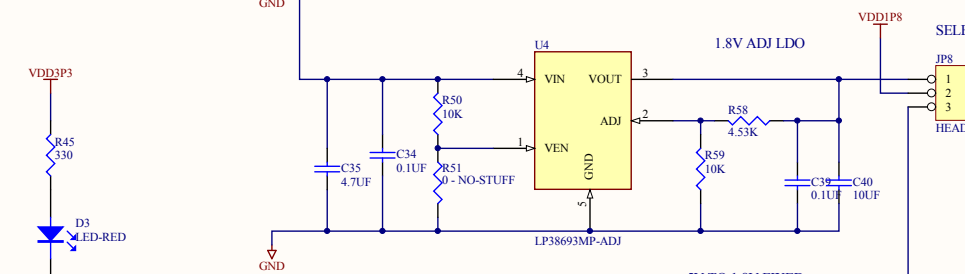 GND
VDD1P8
SELE
1.8V ADJ LDO
U4
JP8
VDD3P3
4
VIN
VOUT
3
1
2
3
R50
10K
R58
4.53K
ADJ
2
HEAD
R45
330
1
VEN
GND
R59
10K
C35
4.7UF
C34
0.1UF
R51
0 - NO-STUFF
C39
0.1UF
C40
10UF
5
D3
LED-RED
LP38693MP-ADJ
GND